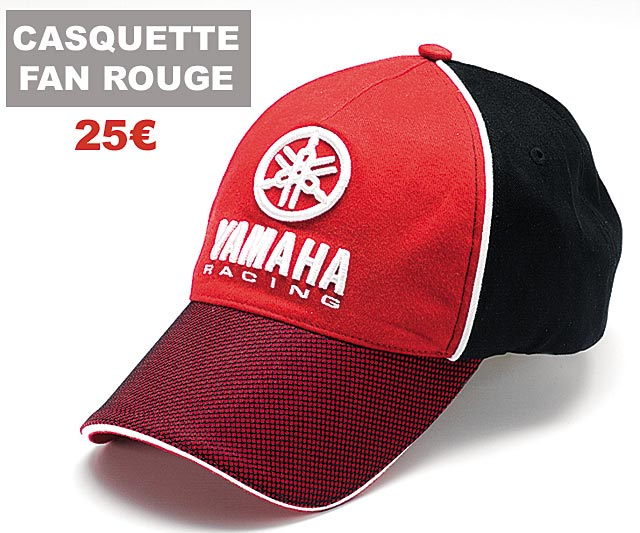 CASQUETTE
FAN ROUGE
25€
YAMAHA
RACING